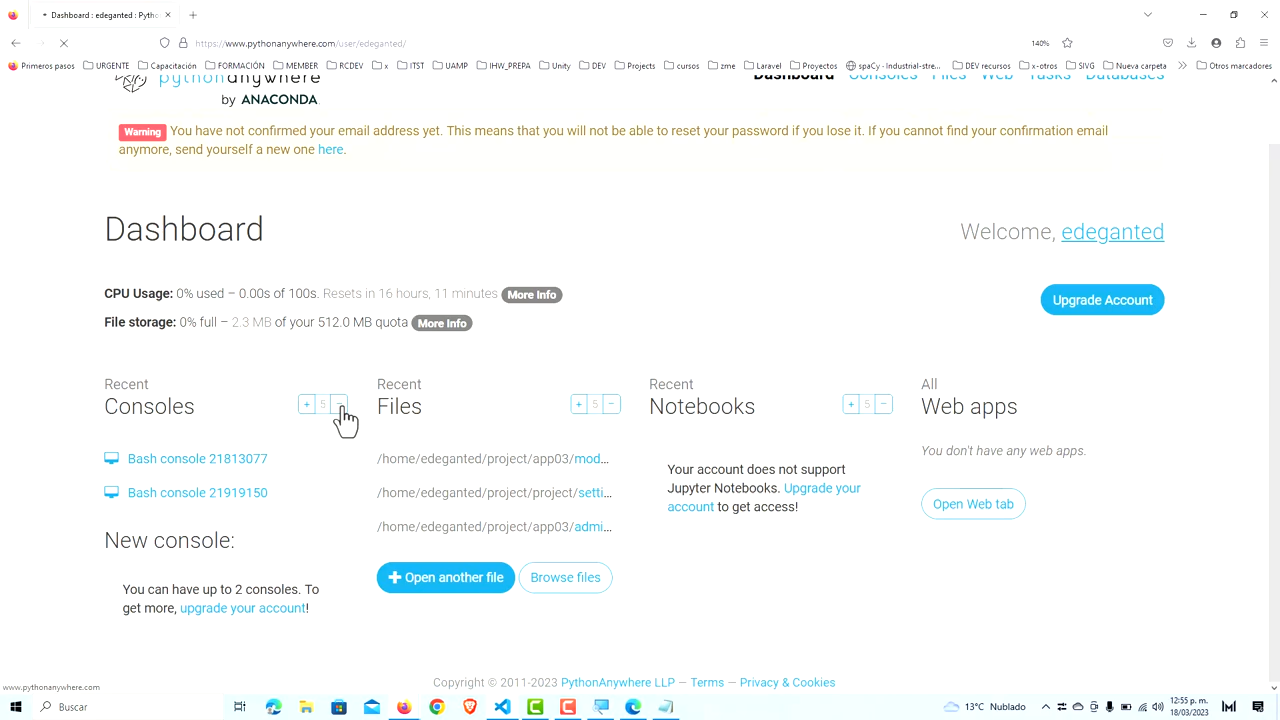 Dashboard : edeganted : Pytho
https://www.pythonanywhere.com/user/edeganted/
140%
Primeros pasos URGENTE Capacitación FORMACIÓN MEMBER RCDEV x ITST UAMP IHW_PREPA Unity DEV Projects cursos zme Laravel Proyectos spaCy - Industrial-stre... DEV recursos x-otros SIVG Nueva carpeta Otros marcadores
pythonanywhere
by ANACONDA.
Dashboard Consoles Files Web Tasks Databases
Warning You have not confirmed your email address yet. This means that you will not be able to reset your password if you lose it. If you cannot find your confirmation email
anymore, send yourself a new one here.
Dashboard
Welcome, edeganted
CPU Usage: 0% used – 0.00s of 100s. Resets in 16 hours, 11 minutes More Info
File storage: 0% full – 2.3 MB of your 512.0 MB quota More Info
Upgrade Account
Recent
Consoles
+ 5 −
Bash console 21813077
Bash console 21919150
New console:
You can have up to 2 consoles. To
get more, upgrade your account!
Recent
Files
+ 5 −
/home/edeganted/project/app03/mod...
/home/edeganted/project/project/setti...
/home/edeganted/project/app03/admi...
Open another file
Browse files
Recent
Notebooks
+ 5 −
Your account does not support
Jupyter Notebooks. Upgrade your
account to get access!
All
Web apps
You don't have any web apps.
Open Web tab
Copyright © 2011-2023 PythonAnywhere LLP — Terms — Privacy & Cookies
www.pythonanywhere.com
Buscar
13°C Nublado
12:55 p. m.
18/03/2023